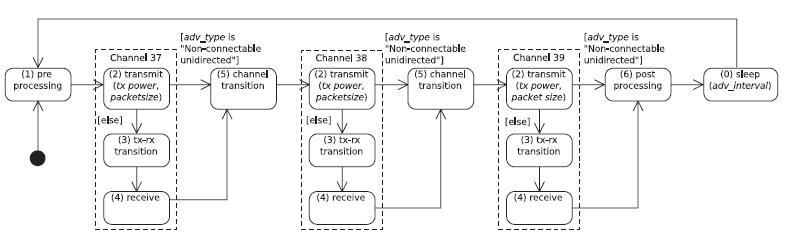 [adv_type is
"Non-connectable
unidirected"]
[adv_type is
"Non-connectable
unidirected"]
[adv_type is
"Non-connectable
unidirected"]
Channel 37
Channel 38
Channel 39
(1) pre
processing
(2) transmit
(tx power,
packetsize)
(5) channel
transition
(2) transmit
(tx power,
packetsize)
(5) channel
transition
(2) transmit
(tx power,
packet size)
(6) post
processing
(0) sleep
(adv_interval)
[else]
[else]
[else]
(3) tx-rx
transition
(3) tx-rx
transition
(3) tx-rx
transition
(4) receive
(4) receive
(4) receive